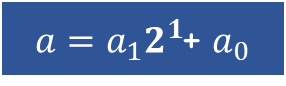 a = a₁2¹+ a₀